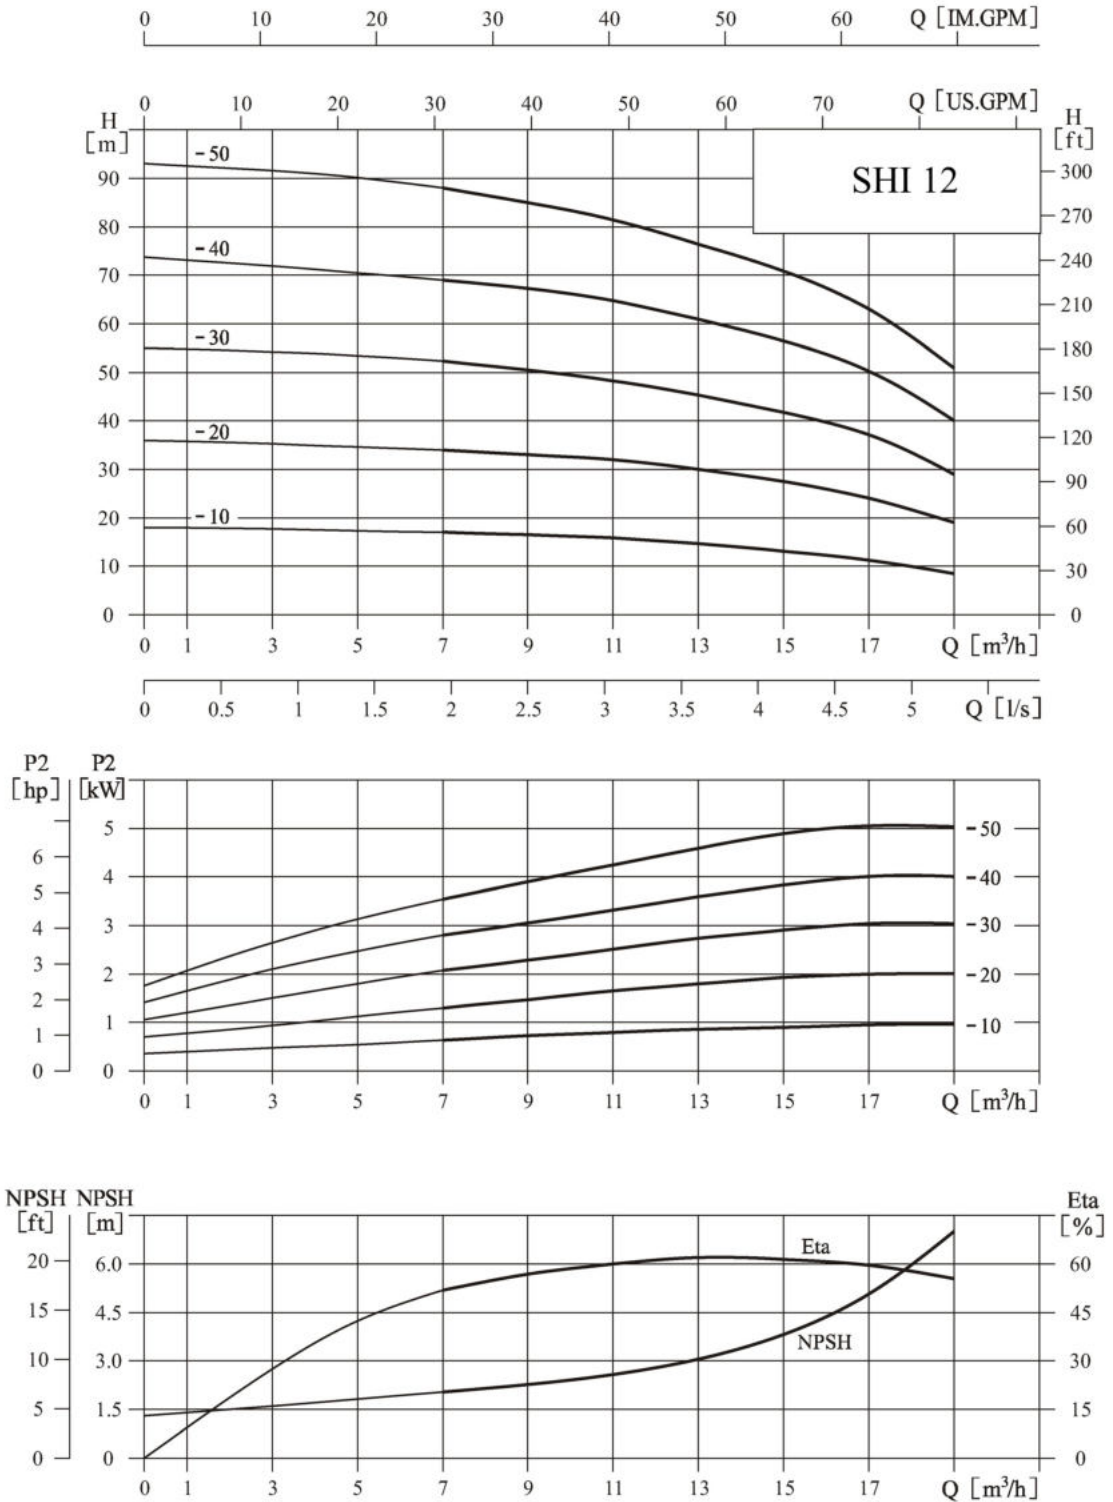 0 10 20 30 40 50 60 Q [IM.GPM]
0 10 20 30 40 50 60 70 Q [US.GPM]
H H
[m] [ft]
SHI 12
-50
-40
-30
-20
-10
90 300
80 270
70 240
60 210
50 180
40 150
30 120
20 90
10 60
0 30
0
0 1 3 5 7 9 11 13 15 17 Q [m³/h]
0 0.5 1 1.5 2 2.5 3 3.5 4 4.5 5 Q [l/s]
P2 P2
[hp] [kW]
5 -50
6
4 -40
5
3 -30
4
3
2 -20
2
1 -10
1
0 0
0 1 3 5 7 9 11 13 15 17 Q [m³/h]
NPSH NPSH Eta
[ft] [m] [%]
Eta
20 6.0 60
15 4.5 45
NPSH
10 3.0 30
5 1.5 15
0 0 0
0 1 3 5 7 9 11 13 15 17 Q [m³/h]